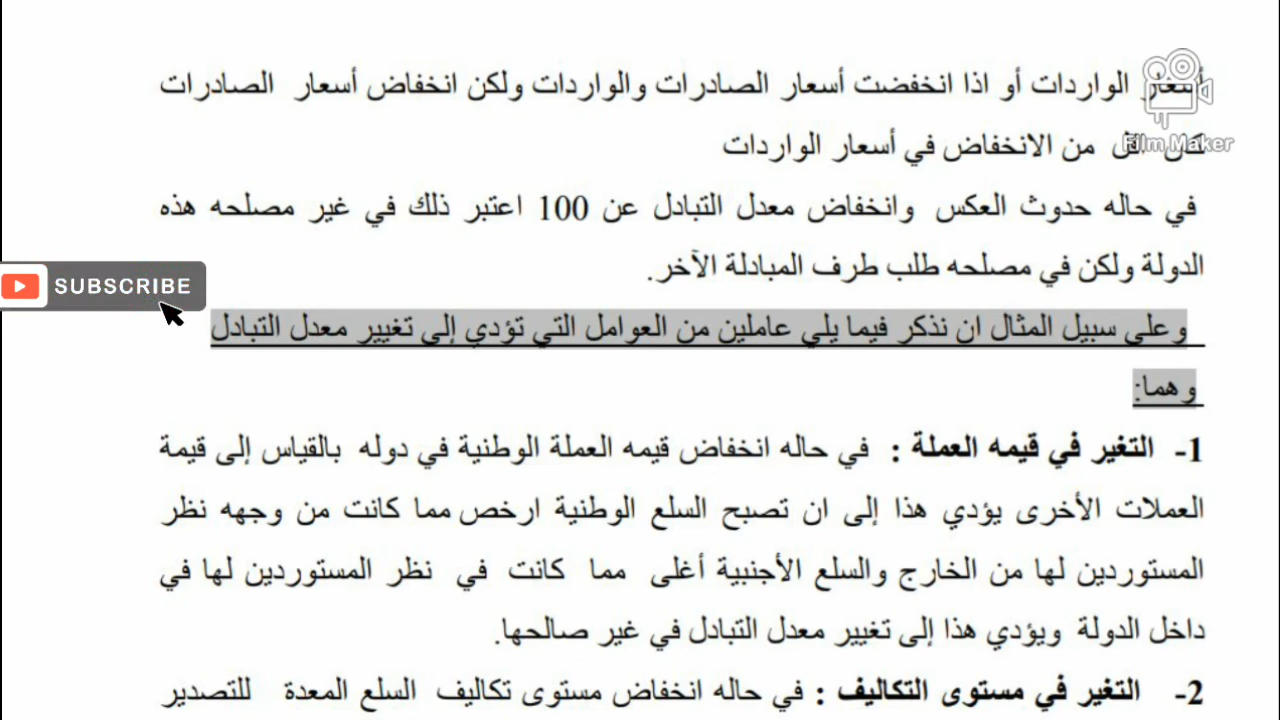 أسعار الواردات أو اذا انخفضت أسعار الصادرات والواردات ولكن انخفاض أسعار الصادرات
من الانخفاض في أسعار الواردات
Film Maker
في حاله حدوث العكس وانخفاض معدل التبادل عن 100 اعتبر ذلك في غير مصلحه هذه
الدولة ولكن في مصلحه طلب طرف المبادلة الآخر.
SUBSCRIBE
وعلى سبيل المثال ان نذكر فيما يلي عاملين من العوامل التي تؤدي إلى تغيير معدل التبادل
وهما:
1- التغير في قيمه العملة : في حاله انخفاض قيمه العملة الوطنية في دوله بالقياس إلى قيمة
العملات الأخرى يؤدي هذا إلى ان تصبح السلع الوطنية ارخص مما كانت من وجهه نظر
المستوردين لها من الخارج والسلع الأجنبية أغلى مما كانت في نظر المستوردين لها في
داخل الدولة ويؤدي هذا إلى تغيير معدل التبادل في غير صالحها.
2- التغير في مستوى التكاليف : في حاله انخفاض مستوى تكاليف السلع المعدة للتصدير